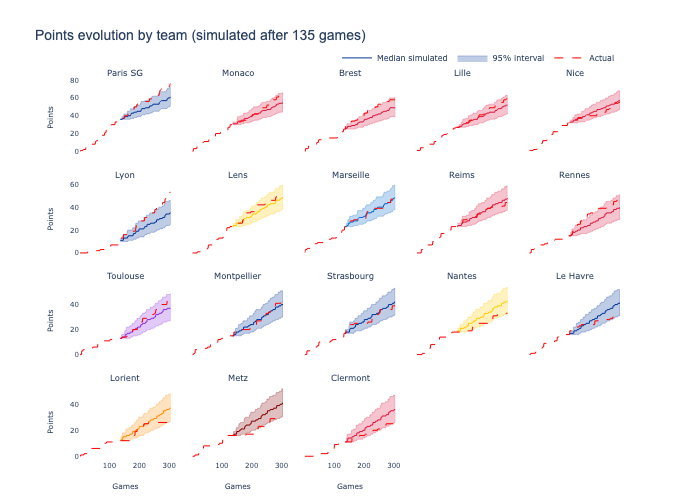 Points evolution by team (simulated after 135 games)
Median simulated 95% interval Actual
Paris SG Monaco Brest Lille Nice
80
60
40
20
0
Points
Lyon Lens Marseille Reims Rennes
60
40
20
0
Points
Toulouse Montpellier Strasbourg Nantes Le Havre
40
20
0
Points
Lorient Metz Clermont
40
20
0
Points
100 200 300 100 200 300 100 200 300
Games Games Games